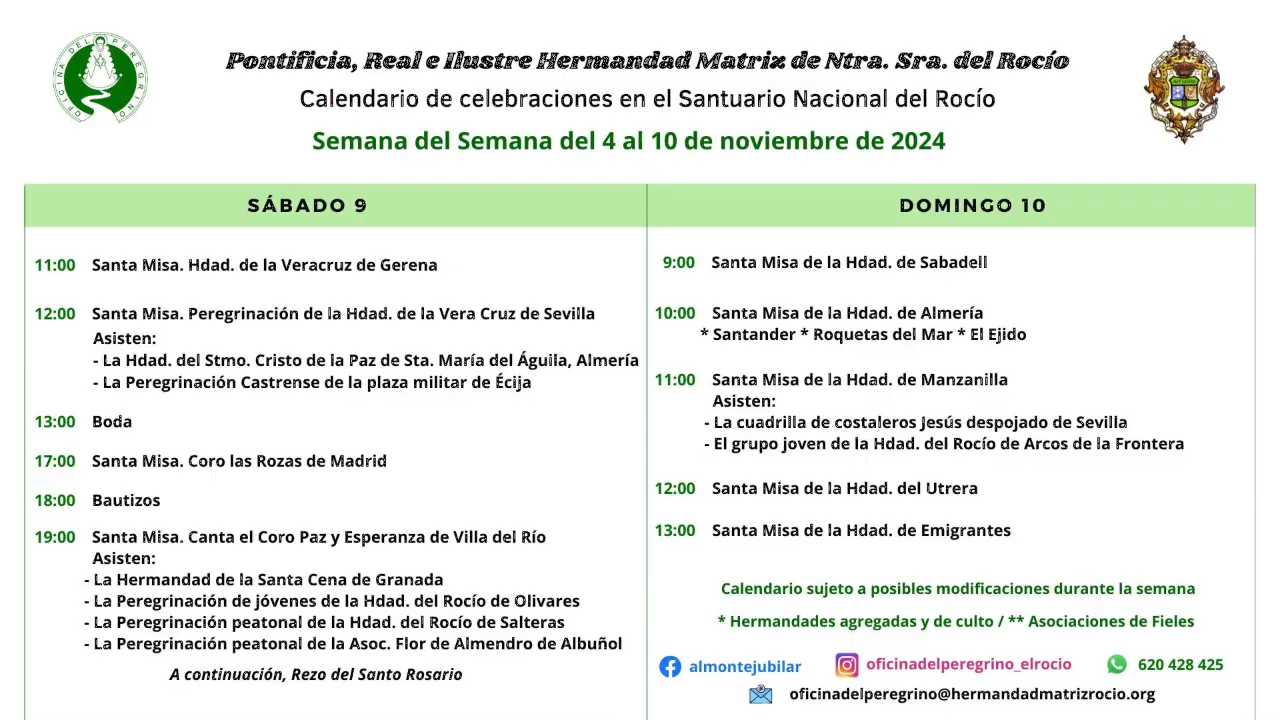 OFICINA DEL PEREGRINO
Pontificia, Real e Ilustre Hermandad Matriz de Ntra. Sra. del Rocío
Calendario de celebraciones en el Santuario Nacional del Rocío
Semana del Semana del 4 al 10 de noviembre de 2024
SÁBADO 9
11:00 Santa Misa. Hdad. de la Veracruz de Gerena
12:00 Santa Misa. Peregrinación de la Hdad. de la Vera Cruz de Sevilla
Asisten:
- La Hdad. del Stmo. Cristo de la Paz de Sta. María del Águila, Almería
- La Peregrinación Castrense de la plaza militar de Écija
13:00 Boda
17:00 Santa Misa. Coro las Rozas de Madrid
18:00 Bautizos
19:00 Santa Misa. Canta el Coro Paz y Esperanza de Villa del Río
Asisten:
- La Hermandad de la Santa Cena de Granada
- La Peregrinación de jóvenes de la Hdad. del Rocío de Olivares
- La Peregrinación peatonal de la Hdad. del Rocío de Salteras
- La Peregrinación peatonal de la Asoc. Flor de Almendro de Albuñol
A continuación, Rezo del Santo Rosario
DOMINGO 10
9:00 Santa Misa de la Hdad. de Sabadell
10:00 Santa Misa de la Hdad. de Almería
* Santander * Roquetas del Mar * El Ejido
11:00 Santa Misa de la Hdad. de Manzanilla
Asisten:
- La cuadrilla de costaleros Jesús despojado de Sevilla
- El grupo joven de la Hdad. del Rocío de Arcos de la Frontera
12:00 Santa Misa de la Hdad. del Utrera
13:00 Santa Misa de la Hdad. de Emigrantes
Calendario sujeto a posibles modificaciones durante la semana
* Hermandades agregadas y de culto / ** Asociaciones de Fieles
almontejubilar oficinadelperegrino_elrocio 620 428 425
oficinadelperegrino@hermandadmatrizrocio.org